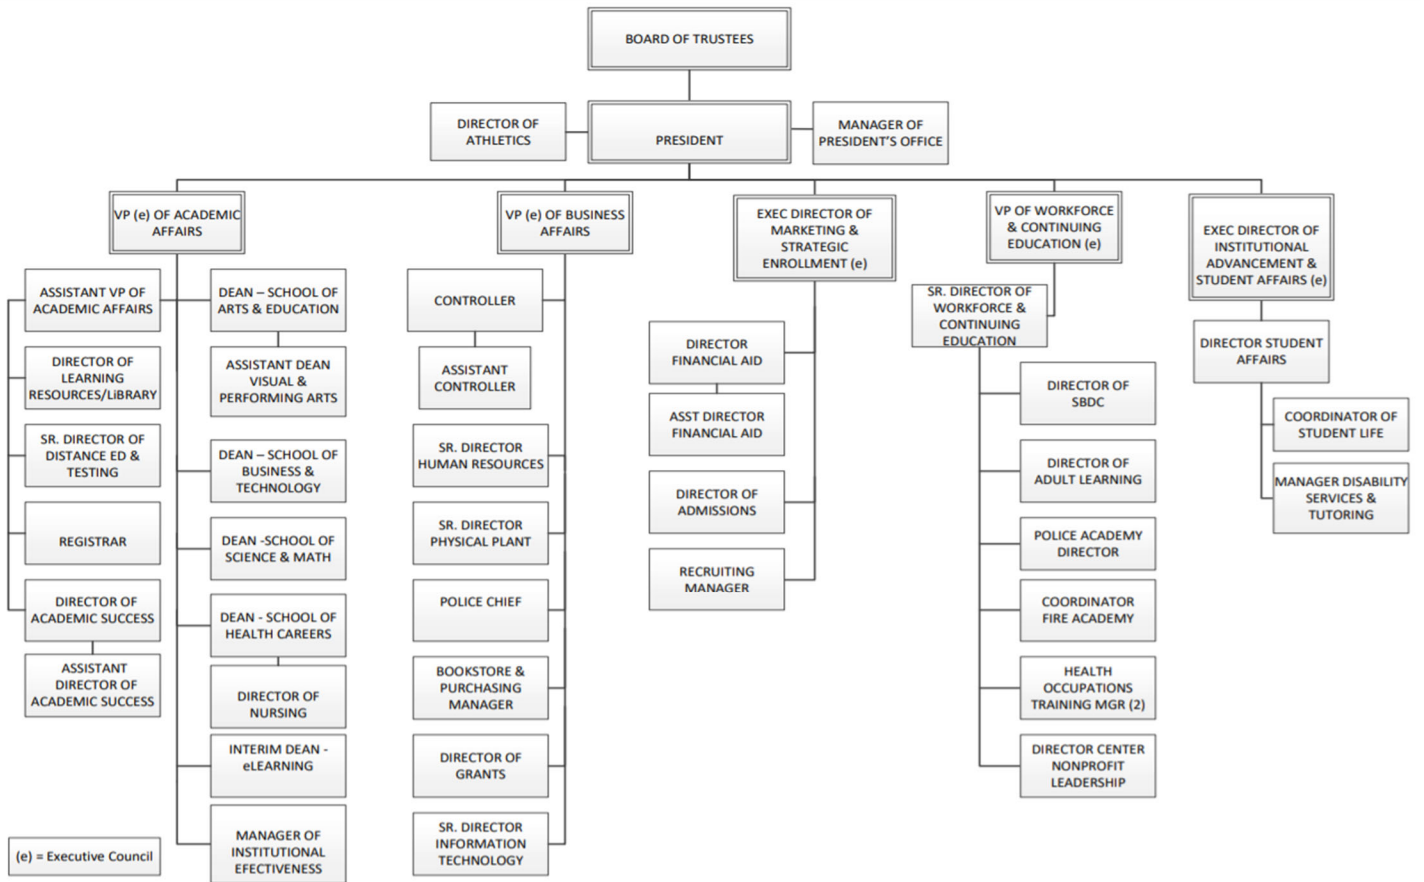 BOARD OF TRUSTEES
DIRECTOR OF
ATHLETICS
PRESIDENT
MANAGER OF
PRESIDENT'S OFFICE
VP (e) OF ACADEMIC
AFFAIRS
VP (e) OF BUSINESS
AFFAIRS
EXEC DIRECTOR OF
MARKETING &
STRATEGIC
ENROLLMENT (e)
VP OF WORKFORCE
& CONTINUING
EDUCATION (e)
EXEC DIRECTOR OF
INSTITUTIONAL
ADVANCEMENT &
STUDENT AFFAIRS (e)
ASSISTANT VP OF
ACADEMIC AFFAIRS
DIRECTOR OF
LEARNING
RESOURCES/LiBRARY
SR. DIRECTOR OF
DISTANCE ED &
TESTING
REGISTRAR
DIRECTOR OF
ACADEMIC SUCCESS
ASSISTANT
DIRECTOR OF
ACADEMIC SUCCESS
DEAN – SCHOOL OF
ARTS & EDUCATION
ASSISTANT DEAN
VISUAL &
PERFORMING ARTS
DEAN – SCHOOL OF
BUSINESS &
TECHNOLOGY
DEAN -SCHOOL OF
SCIENCE & MATH
DEAN - SCHOOL OF
HEALTH CAREERS
DIRECTOR OF
NURSING
INTERIM DEAN -
eLEARNING
MANAGER OF
INSTITUTIONAL
EFECTIVENESS
CONTROLLER
ASSISTANT
CONTROLLER
SR. DIRECTOR
HUMAN RESOURCES
SR. DIRECTOR
PHYSICAL PLANT
POLICE CHIEF
BOOKSTORE &
PURCHASING
MANAGER
DIRECTOR OF
GRANTS
SR. DIRECTOR
INFORMATION
TECHNOLOGY
DIRECTOR
FINANCIAL AID
ASST DIRECTOR
FINANCIAL AID
DIRECTOR OF
ADMISSIONS
RECRUITING
MANAGER
SR. DIRECTOR OF
WORKFORCE &
CONTINUING
EDUCATION
DIRECTOR OF
SBDC
DIRECTOR OF
ADULT LEARNING
POLICE ACADEMY
DIRECTOR
COORDINATOR
FIRE ACADEMY
HEALTH
OCCUPATIONS
TRAINING MGR (2)
DIRECTOR CENTER
NONPROFIT
LEADERSHIP
DIRECTOR STUDENT
AFFAIRS
COORDINATOR OF
STUDENT LIFE
MANAGER DISABILITY
SERVICES &
TUTORING
(e) = Executive Council